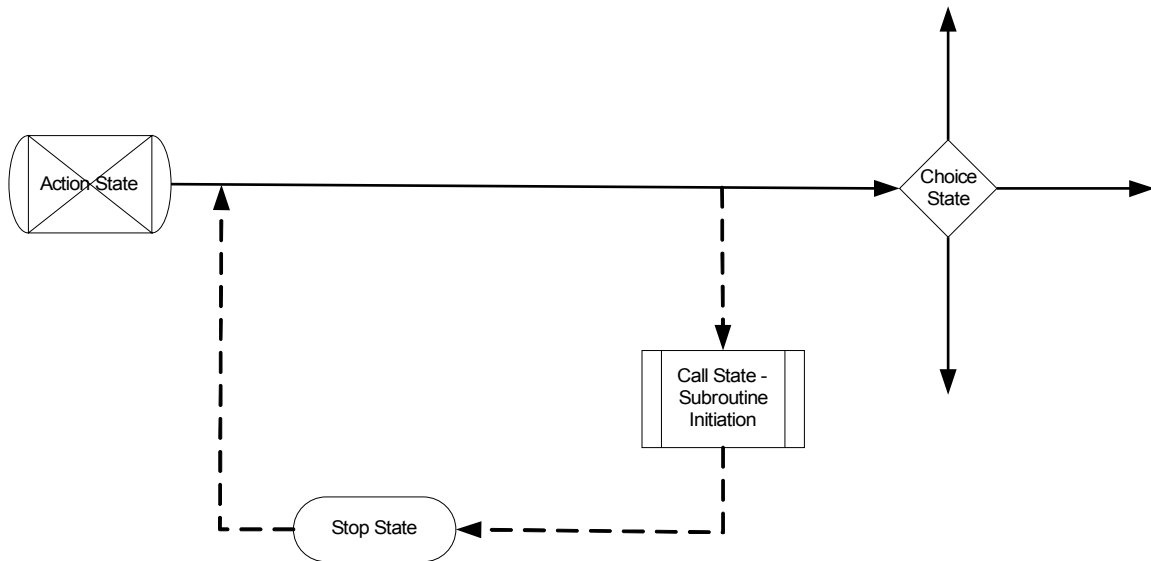 Action State
Choice
State
Call State -
Subroutine
Initiation
Stop State